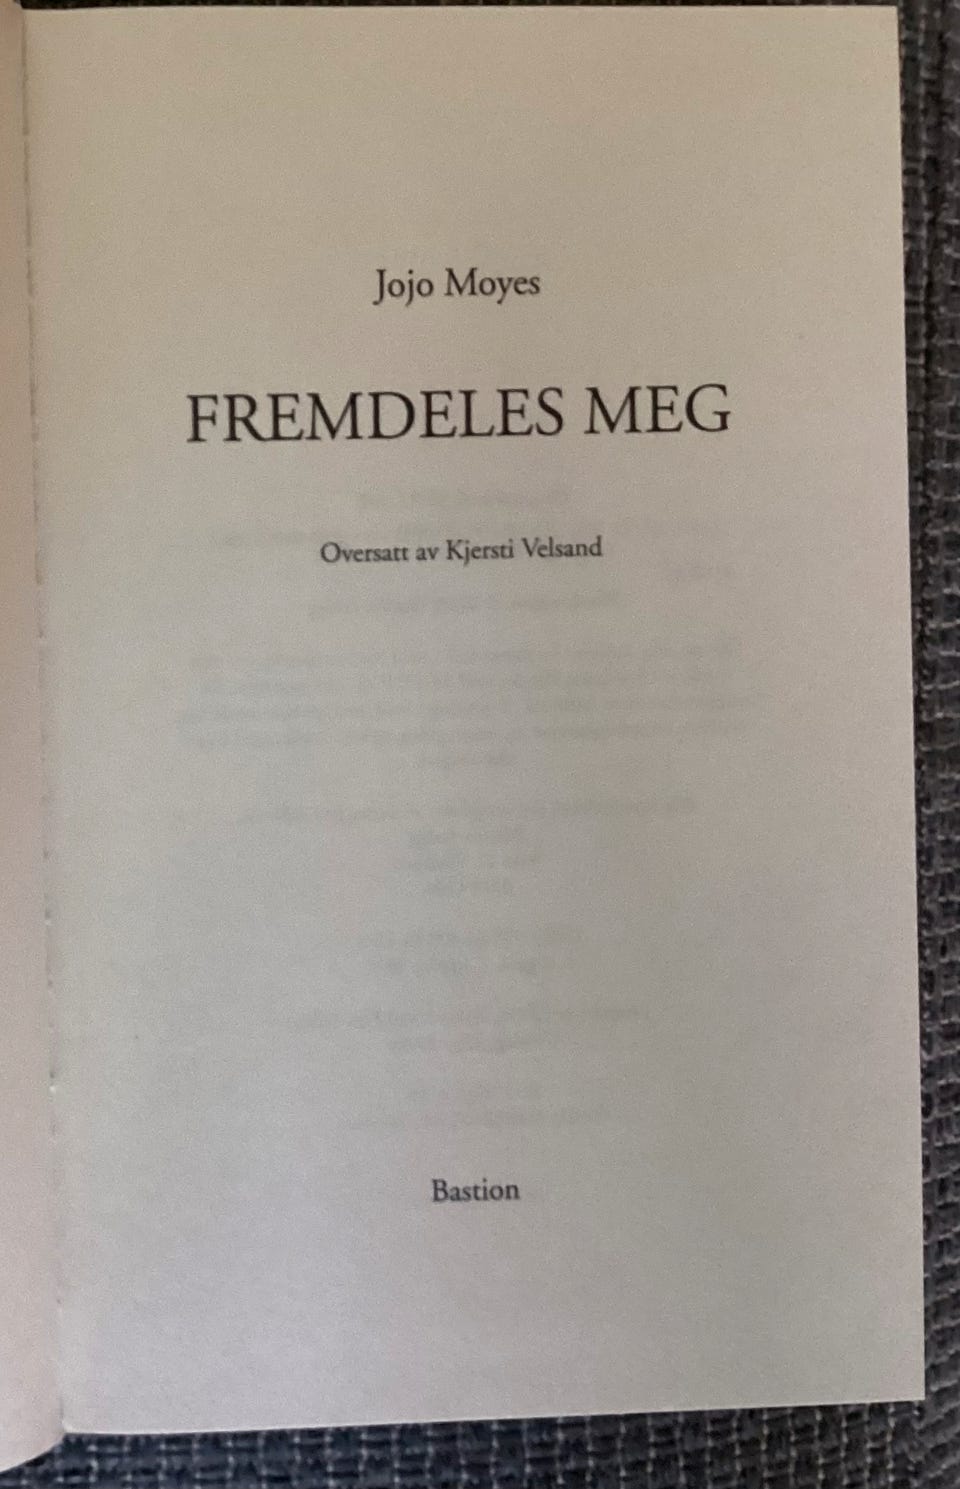 Jojo Moyes
FREMDELES MEG
Oversatt av Kjersti Velsand
Bastion